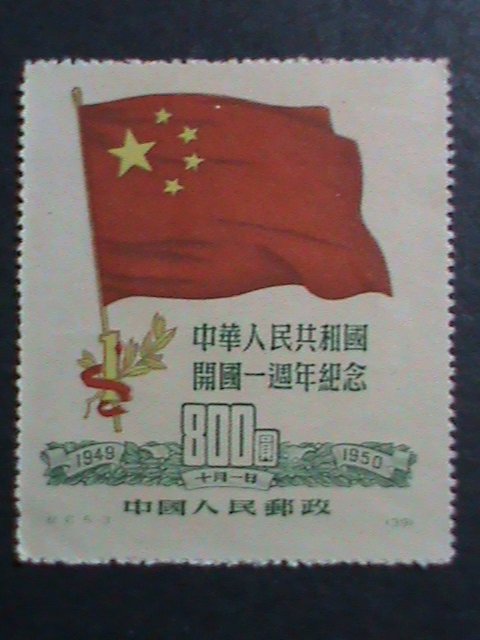 中華人民共和國
開國一週年紀念
800圓
1949
1950
十月一日
中國人民郵政